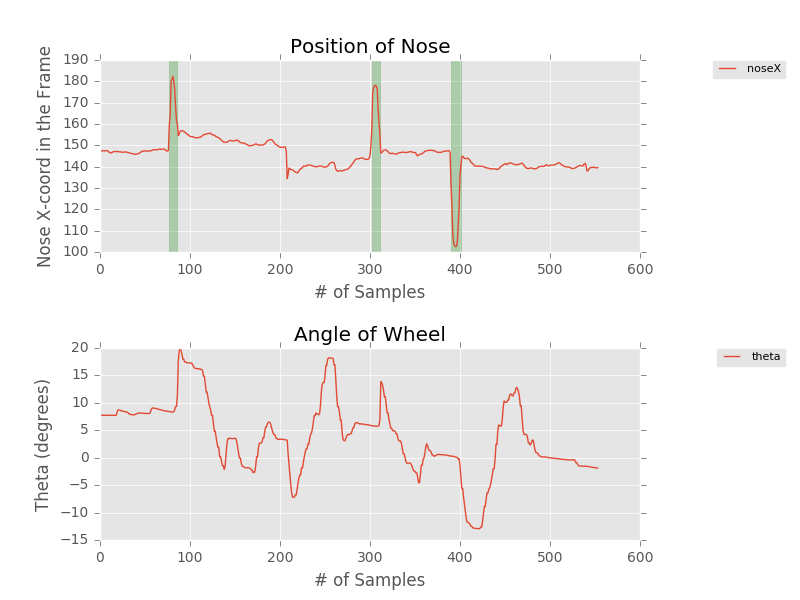 Position of Nose
190
180
170
160
150
140
130
120
110
100
Nose X-coord in the Frame
0 100 200 300 400 500 600
# of Samples
noseX
Angle of Wheel
20
15
10
5
0
−5
−10
−15
Theta (degrees)
0 100 200 300 400 500 600
# of Samples
theta